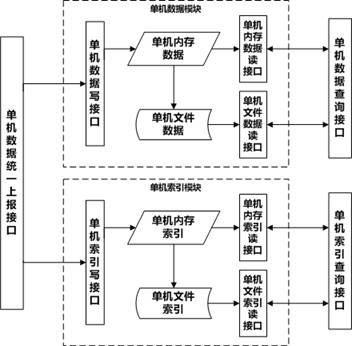 单机数据模块
单机数据统一上报接口
单机数据写接口
单机内存
数据
单机文件
数据
单机
内存
数据
读
接口
单机
文件
数据
读
接口
单机数据查询接口
单机索引模块
单机索引写接口
单机内存
索引
单机文件
索引
单机
内存
索引
读
接口
单机
文件
索引
读
接口
单机索引查询接口